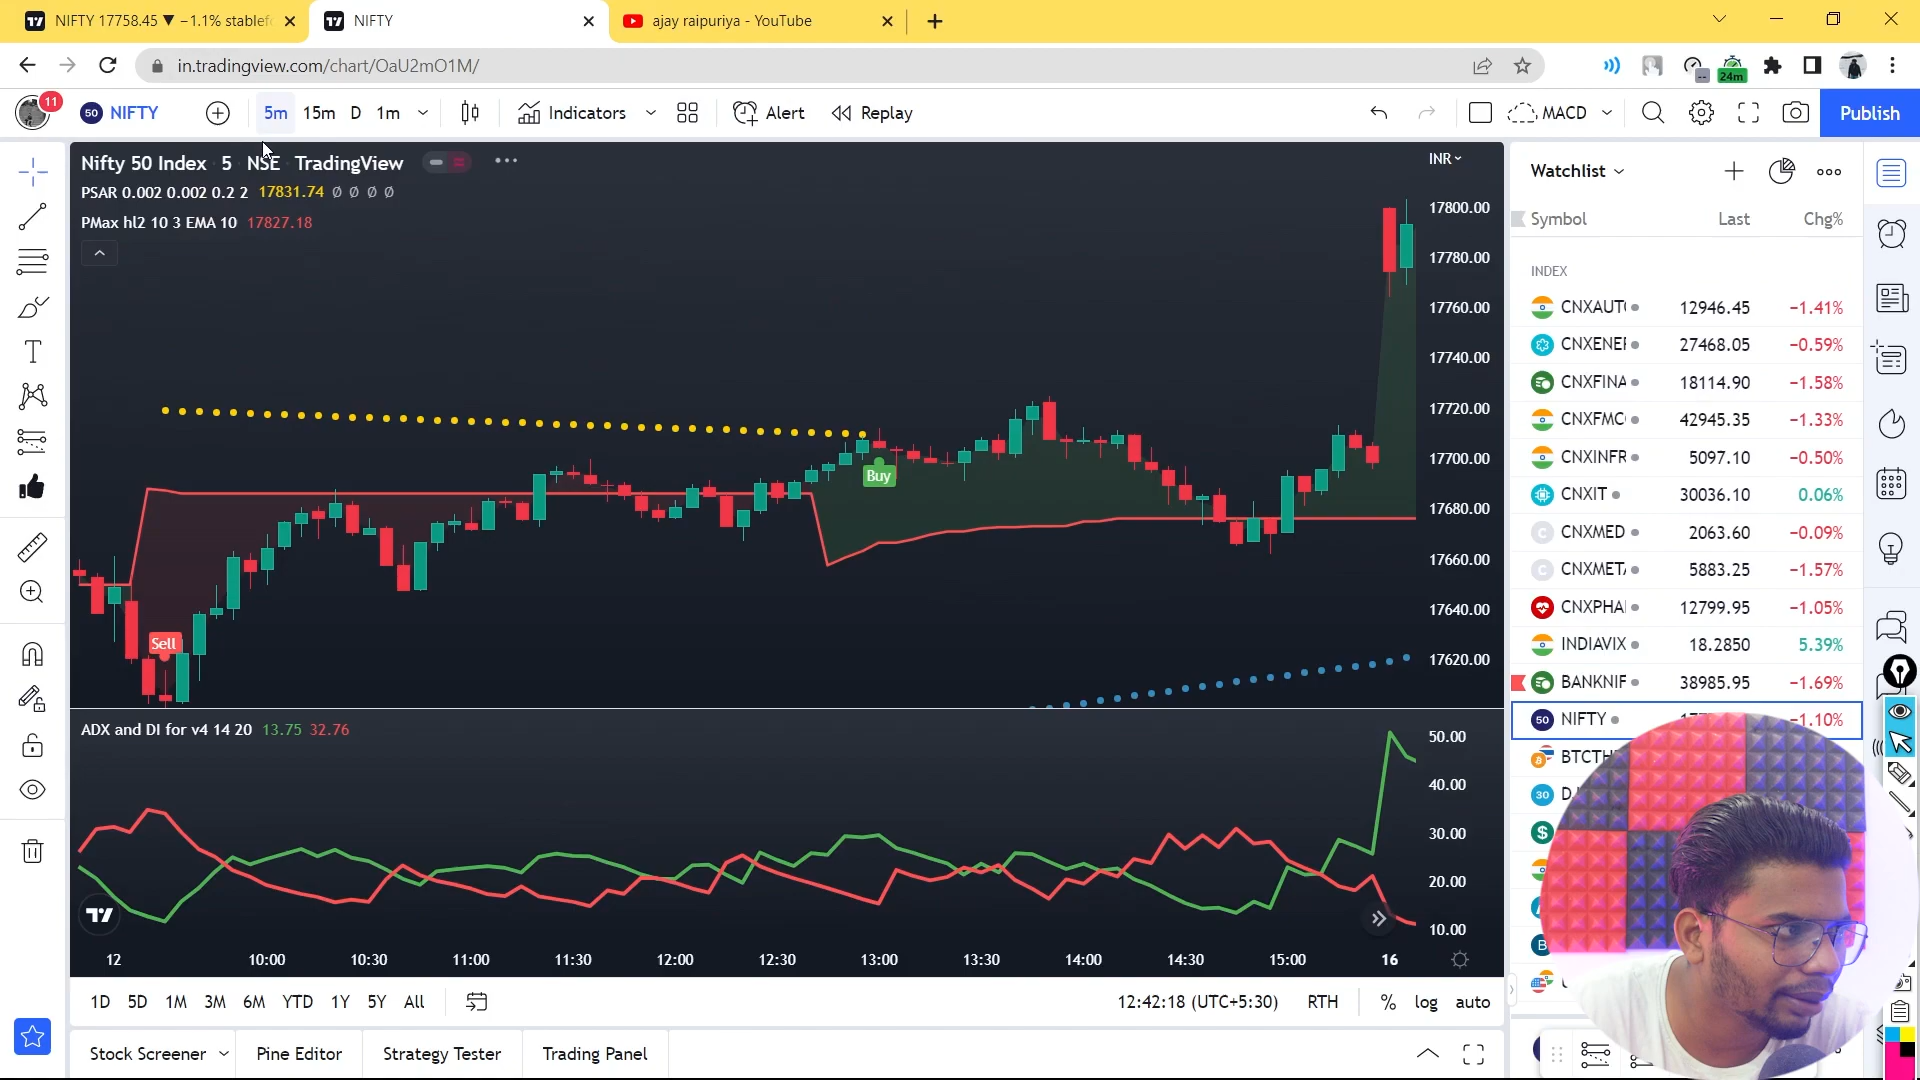 NIFTY 17758.45 ▼ −1.1% stablef
NIFTY
ajay raipuriya - YouTube
in.tradingview.com/chart/OaU2mO1M/
24m
11
50 NIFTY
5m 15m D 1m
Indicators
Alert
Replay
MACD
Publish
Nifty 50 Index · 5 · NSE · TradingView
PSAR 0.002 0.002 0.2 2 17831.74 Ø Ø Ø Ø
PMax hl2 10 3 EMA 10 17827.18
INR
17800.00
17780.00
17760.00
17740.00
17720.00
17700.00
17680.00
17660.00
17640.00
17620.00
Buy
Sell
ADX and DI for v4 14 20 13.75 32.76
50.00
40.00
30.00
20.00
10.00
12 10:00 10:30 11:00 11:30 12:00 12:30 13:00 13:30 14:00 14:30 15:00 16
1D 5D 1M 3M 6M YTD 1Y 5Y All
12:42:18 (UTC+5:30) RTH % log auto
Stock Screener Pine Editor Strategy Tester Trading Panel
Watchlist
Symbol Last Chg%
INDEX
CNXAUT 12946.45 −1.41%
CNXENE 27468.05 −0.59%
CNXFINA 18114.90 −1.58%
CNXFMC 42945.35 −1.33%
CNXINFR 5097.10 −0.50%
CNXIT 30036.10 0.06%
CNXMED 2063.60 −0.09%
CNXMET 5883.25 −1.57%
CNXPHA 12799.95 −1.05%
INDIAVIX 18.2850 5.39%
BANKNIF 38985.95 −1.69%
50 NIFTY −1.10%
BTCTH
30 D